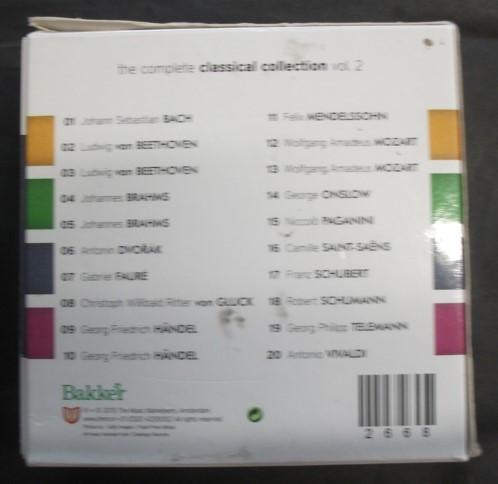 the complete classical collection vol. 2
01 Johann Sebastian BACH
02 Ludwig van BEETHOVEN
03 Ludwig van BEETHOVEN
04 Johannes BRAHMS
05 Johannes BRAHMS
06 Antonín DVOŘÁK
07 Gabriel FAURÉ
08 Christoph Willibald Ritter von GLUCK
09 Georg Friedrich HÄNDEL
10 Georg Friedrich HÄNDEL
11 Felix MENDELSSOHN
12 Wolfgang Amadeus MOZART
13 Wolfgang Amadeus MOZART
14 George ONSLOW
15 Niccolò PAGANINI
16 Camille SAINT-SAËNS
17 Franz SCHUBERT
18 Robert SCHUMANN
19 Georg Philipp TELEMANN
20 Antonio VIVALDI
Bakker
2668